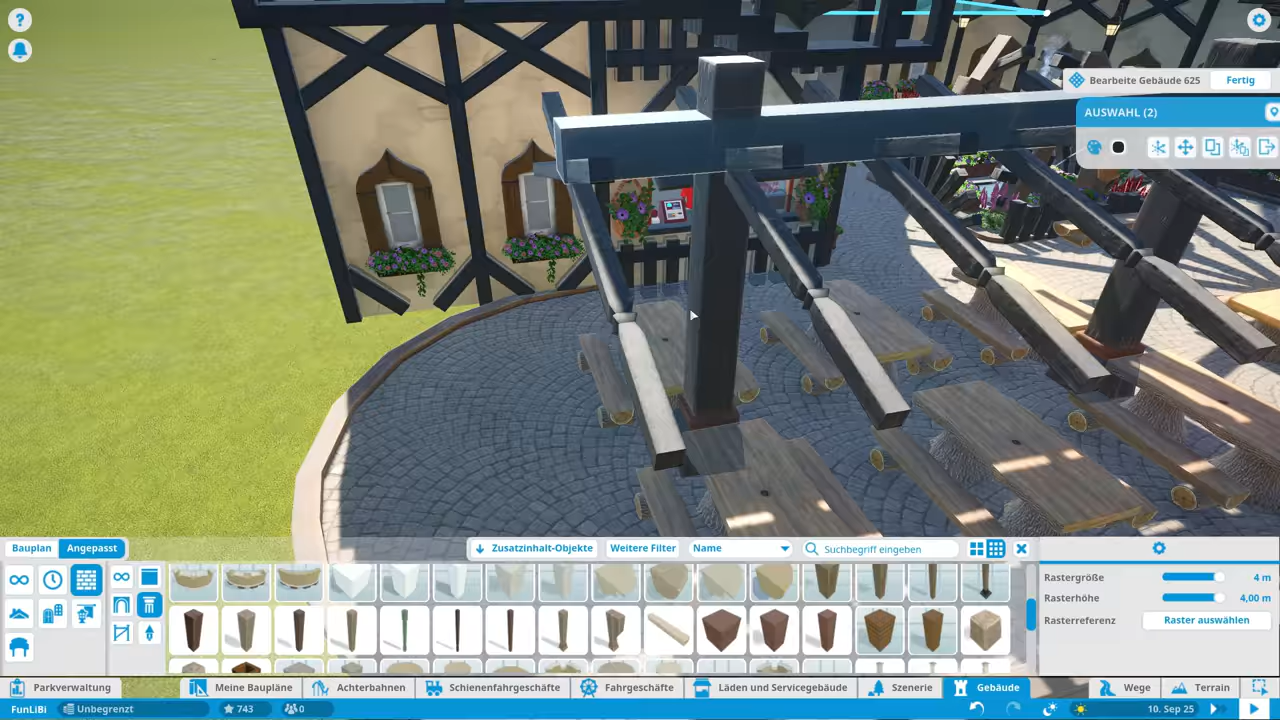 ?
Bearbeite Gebäude 625
Fertig
AUSWAHL (2)
Bauplan
Angepasst
Zusatzinhalt-Objekte
Weitere Filter
Name
Suchbegriff eingeben
Rastergröße
4 m
Rasterhöhe
4,00 m
Rasterreferenz
Raster auswählen
Parkverwaltung
Meine Baupläne
Achterbahnen
Schienenfahrgeschäfte
Fahrgeschäfte
Läden und Servicegebäude
Szenerie
Gebäude
Wege
Terrain
FunLiBi
Unbegrenzt
743
0
10. Sep 25